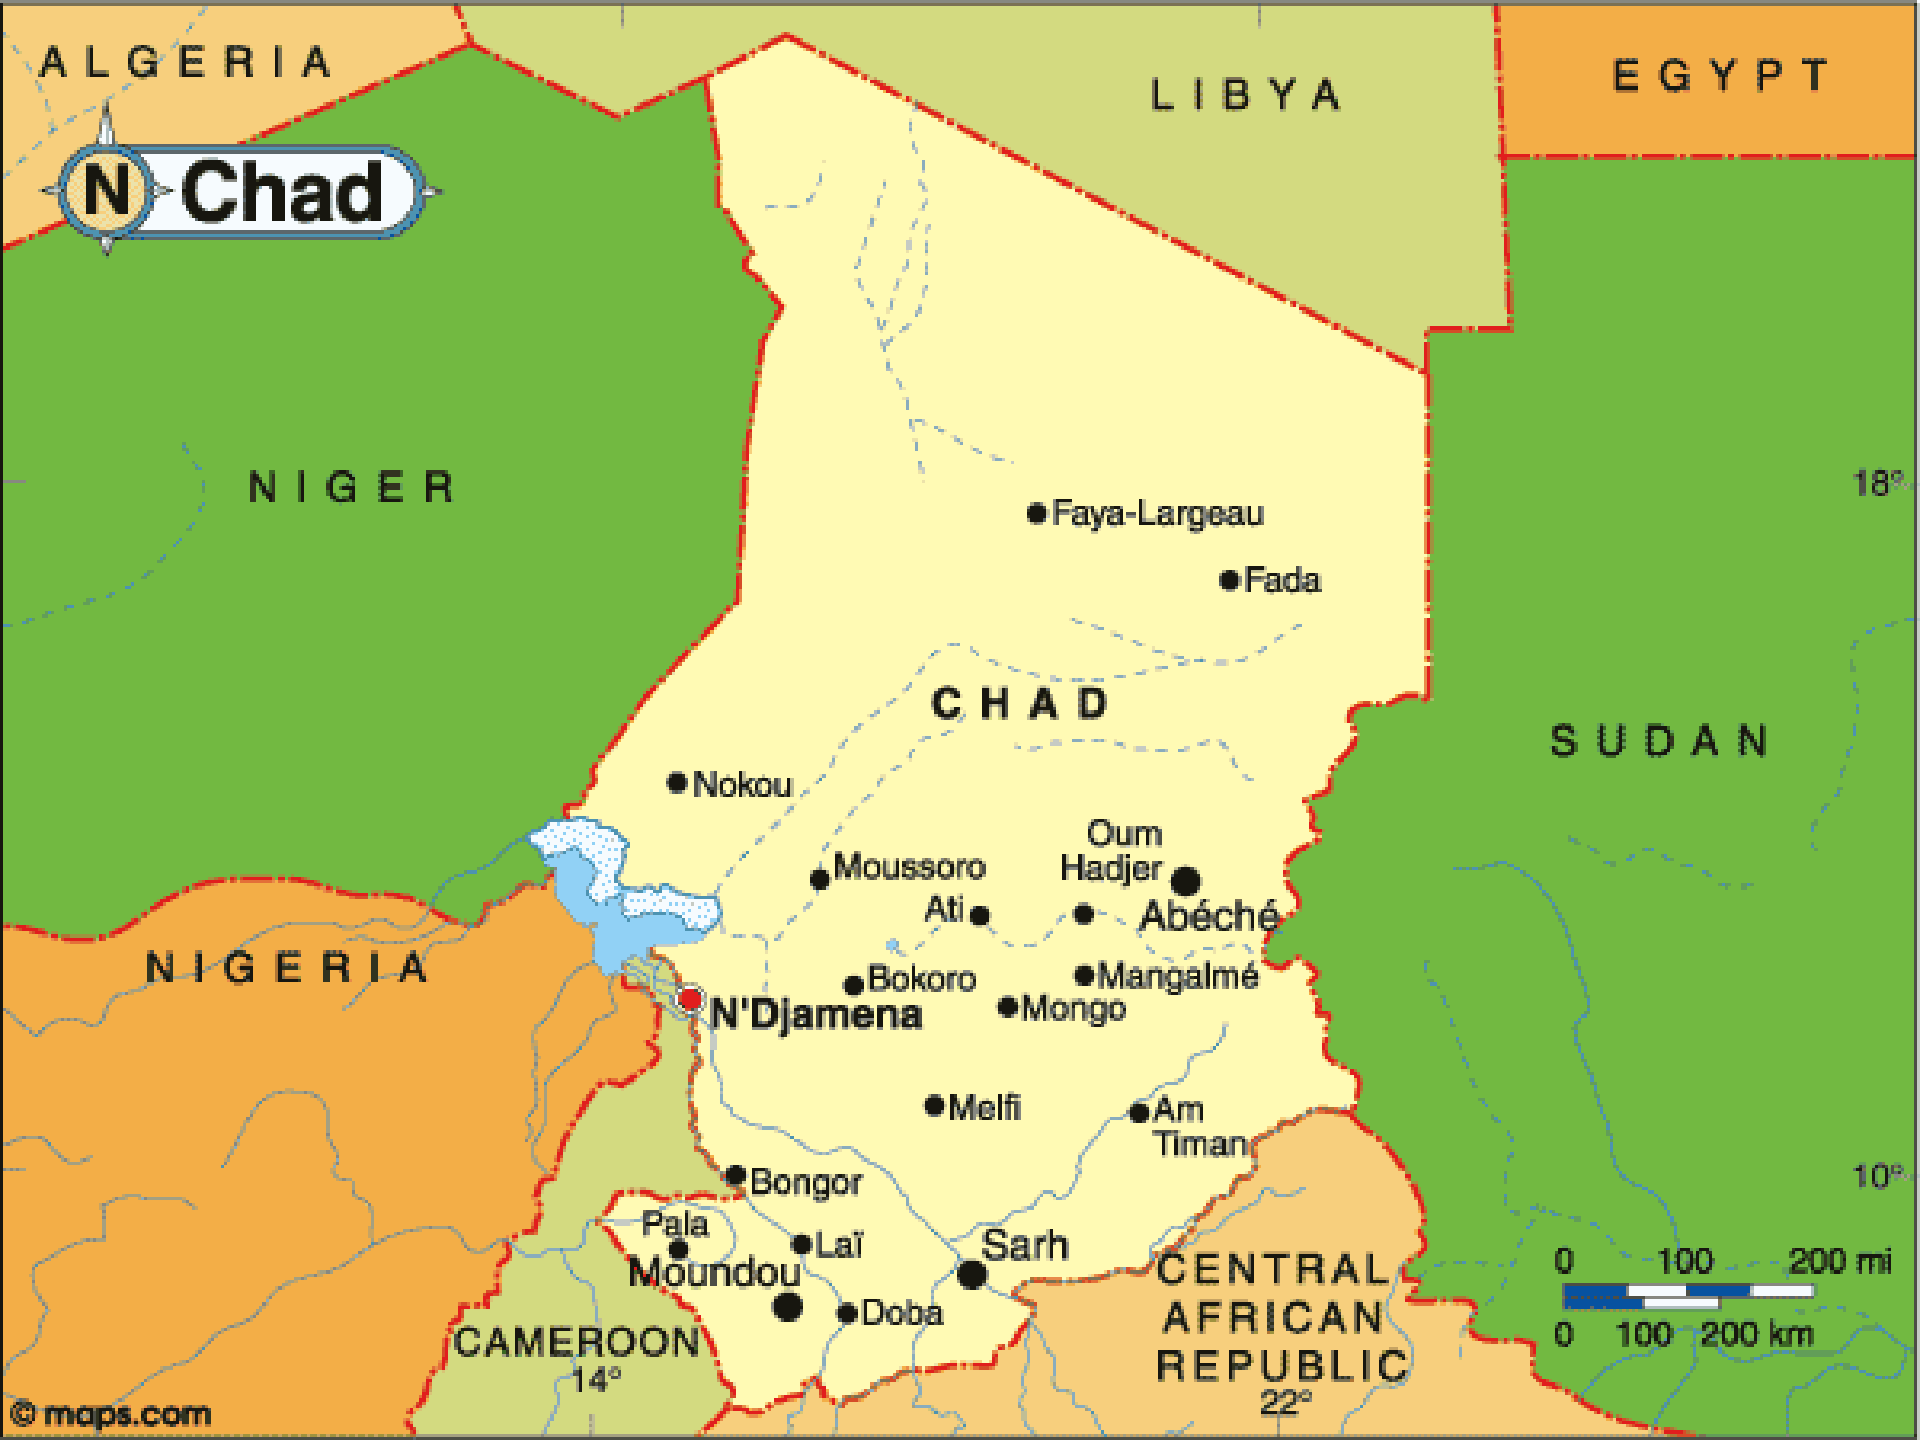 ALGERIA
LIBYA
EGYPT
N Chad
NIGER
18°
Faya-Largeau
Fada
CHAD
SUDAN
Nokou
Oum
Hadjer
Moussoro
Ati
Abéché
NIGERIA
Bokoro
Mangalmé
Mongo
N'Djamena
Melfi
Am
Timan
Bongor
10°
Pala
Laï
Sarh
Moundou
Doba
CENTRAL
AFRICAN
REPUBLIC
22°
CAMEROON
14°
0 100 200 mi
0 100 200 km
© maps.com